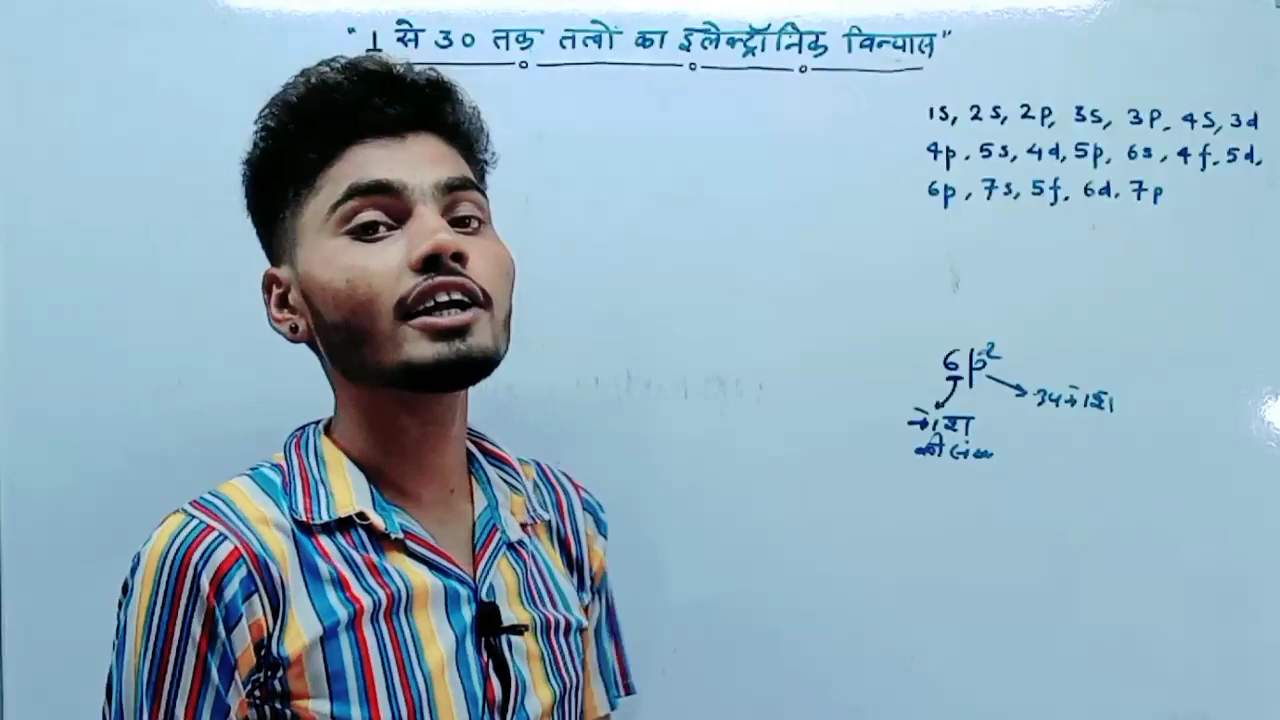 "1 से 30 तक तत्वों का इलेक्ट्रॉनिक विन्यास"
1s, 2s, 2p, 3s, 3p, 4s, 3d
4p, 5s, 4d, 5p, 6s, 4f, 5d,
6p, 7s, 5f, 6d, 7p
6p²
की